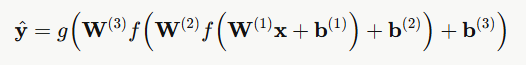 ŷ = g(W⁽³⁾f(W⁽²⁾f(W⁽¹⁾x + b⁽¹⁾) + b⁽²⁾) + b⁽³⁾)